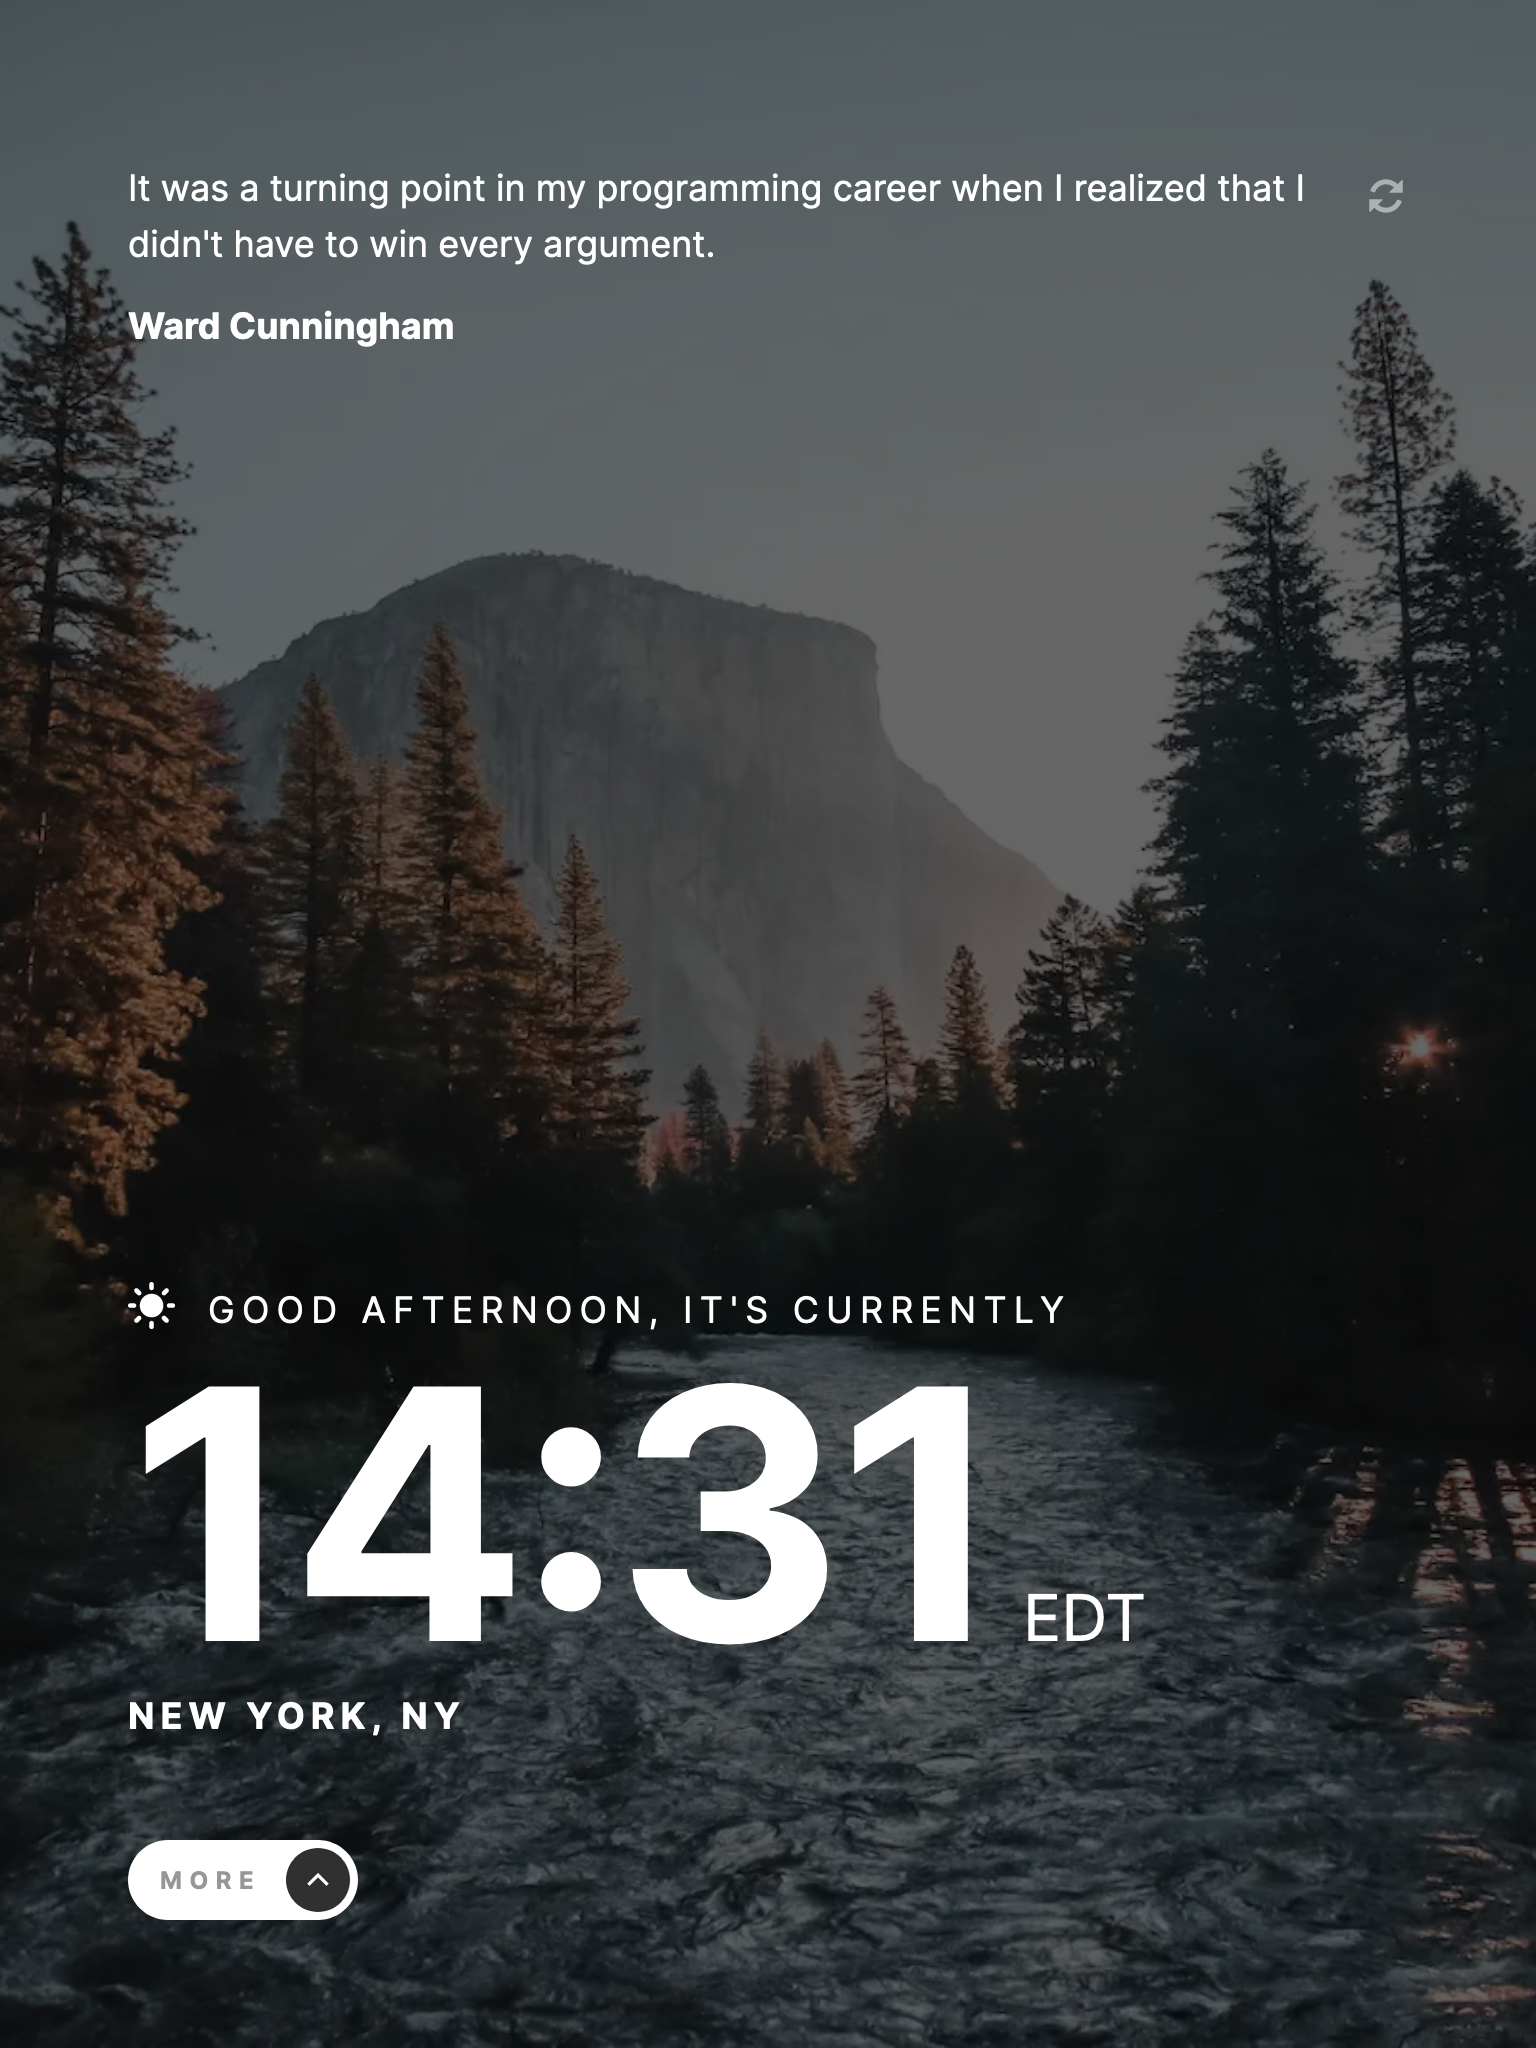 It was a turning point in my programming career when I realized that I
didn't have to win every argument.
Ward Cunningham
GOOD AFTERNOON, IT'S CURRENTLY
14:31 EDT
NEW YORK, NY
MORE